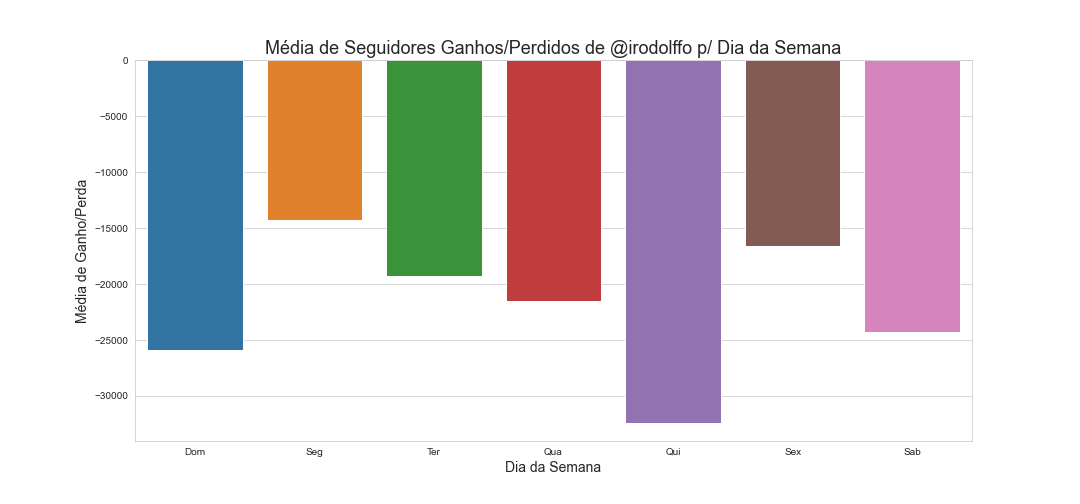 Média de Seguidores Ganhos/Perdidos de @irodolffo p/ Dia da Semana
Média de Ganho/Perda
0
−5000
−10000
−15000
−20000
−25000
−30000
Dom Seg Ter Qua Qui Sex Sab
Dia da Semana